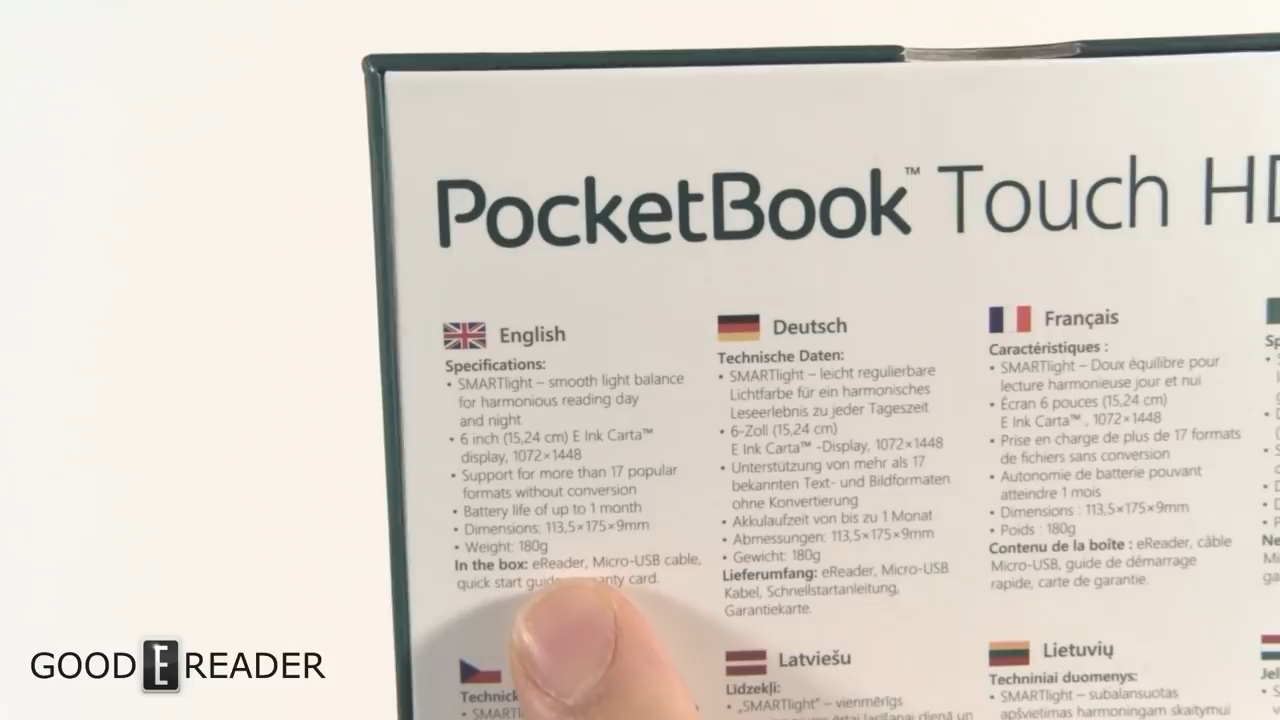 PocketBook™ Touch HD
English
Specifications:
• SMARTlight – smooth light balance
for harmonious reading day
and night
• 6 inch (15,24 cm) E Ink Carta™
display, 1072×1448
• Support for more than 17 popular
formats without conversion
• Battery life of up to 1 month
• Dimensions: 113,5×175×9mm
• Weight: 180g
In the box: eReader, Micro-USB cable,
quick start card.
Deutsch
Technische Daten:
• SMARTlight – leicht regulierbare
Lichtfarbe für ein harmonisches
Leseerlebnis zu jeder Tageszeit
• 6-Zoll (15,24 cm)
E Ink Carta™ -Display, 1072×1448
• Unterstützung von mehr als 17
bekannten Text- und Bildformaten
ohne Konvertierung
• Akkulaufzeit von bis zu 1 Monat
• Abmessungen: 113,5×175×9mm
• Gewicht: 180g
Lieferumfang: eReader, Micro-USB
Kabel, Schnellstartanleitung,
Garantiekarte.
Français
Caractéristiques :
• SMARTlight – Doux équilibre pour
lecture harmonieuse jour et nui
• Écran 6 pouces (15,24 cm)
E Ink Carta™ , 1072×1448
• Prise en charge de plus de 17 formats
de fichiers sans conversion
• Autonomie de batterie pouvant
atteindre 1 mois
• Dimensions : 113,5×175×9mm
• Poids : 180g
Contenu de la boîte : eReader, câble
Micro-USB, guide de démarrage
rapide, carte de garantie.
Latviešu
Lidzekļi:
• „SMARTlight” – vienmērīgs
Lietuvių
Techniniai duomenys:
• SMARTlight – subalansuotas
apšvietimas harmoningam skaitymui
GOOD E READER